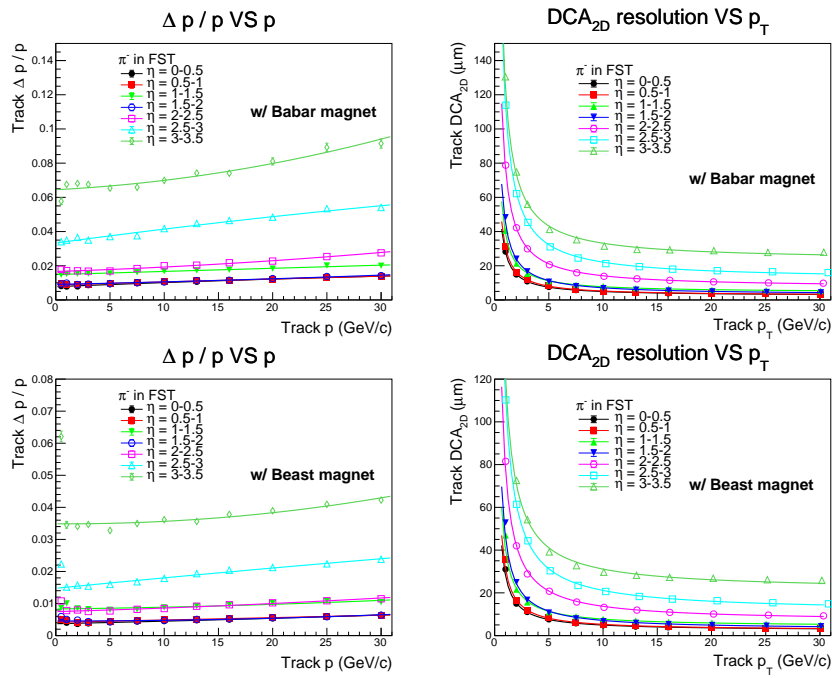 Δ p / p VS p
Track Δ p / p
0.14
0.12
0.1
0.08
0.06
0.04
0.02
0
π⁻ in FST
η = 0-0.5
η = 0.5-1
η = 1-1.5
η = 1.5-2
η = 2-2.5
η = 2.5-3
η = 3-3.5
w/ Babar magnet
0 5 10 15 20 25 30
Track p (GeV/c)
DCA₂D resolution VS p_T
Track DCA₂D (μm)
140
120
100
80
60
40
20
0
π⁻ in FST
η = 0-0.5
η = 0.5-1
η = 1-1.5
η = 1.5-2
η = 2-2.5
η = 2.5-3
η = 3-3.5
w/ Babar magnet
0 5 10 15 20 25 30
Track p_T (GeV/c)
Δ p / p VS p
Track Δ p / p
0.08
0.07
0.06
0.05
0.04
0.03
0.02
0.01
0
π⁻ in FST
η = 0-0.5
η = 0.5-1
η = 1-1.5
η = 1.5-2
η = 2-2.5
η = 2.5-3
η = 3-3.5
w/ Beast magnet
0 5 10 15 20 25 30
Track p (GeV/c)
DCA₂D resolution VS p_T
Track DCA₂D (μm)
120
100
80
60
40
20
0
π⁻ in FST
η = 0-0.5
η = 0.5-1
η = 1-1.5
η = 1.5-2
η = 2-2.5
η = 2.5-3
η = 3-3.5
w/ Beast magnet
0 5 10 15 20 25 30
Track p_T (GeV/c)